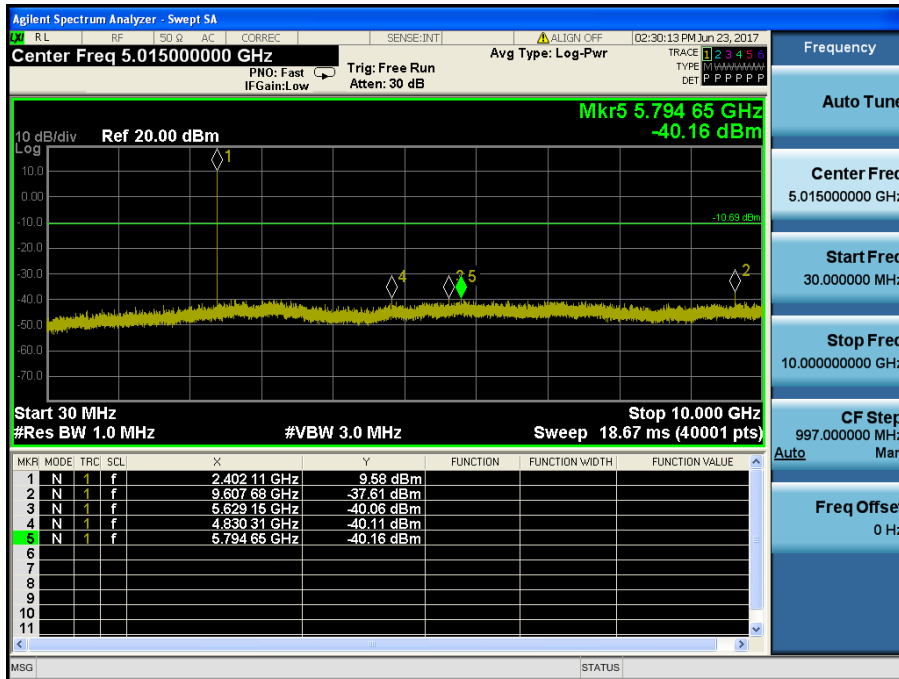 Agilent Spectrum Analyzer - Swept SA
LXI RL RF 50 Ω AC CORREC SENSE:INT ALIGN OFF 02:30:13 PM Jun 23, 2017
Center Freq 5.015000000 GHz
PNO: Fast
IFGain:Low
Trig: Free Run
Atten: 30 dB
Avg Type: Log-Pwr
TRACE 1 2 3 4 5 6
TYPE M WWWWW
DET P P P P P P
Mkr5 5.794 65 GHz
-40.16 dBm
10 dB/div Ref 20.00 dBm
Log
10.0
0.00
-10.0
-20.0
-30.0
-40.0
-50.0
-60.0
-70.0
-10.69 dBm
1
4
3
5
2
Start 30 MHz Stop 10.000 GHz
#Res BW 1.0 MHz #VBW 3.0 MHz Sweep 18.67 ms (40001 pts)
MKR MODE TRC SCL X Y FUNCTION FUNCTION WIDTH FUNCTION VALUE
1 N 1 f 2.402 11 GHz 9.58 dBm
2 N 1 f 9.607 68 GHz -37.61 dBm
3 N 1 f 5.629 15 GHz -40.06 dBm
4 N 1 f 4.830 31 GHz -40.11 dBm
5 N 1 f 5.794 65 GHz -40.16 dBm
6
7
8
9
10
11
MSG STATUS
Frequency
Auto Tune
Center Freq
5.015000000 GHz
Start Freq
30.000000 MHz
Stop Freq
10.000000000 GHz
CF Step
997.000000 MHz
Auto Man
Freq Offset
0 Hz